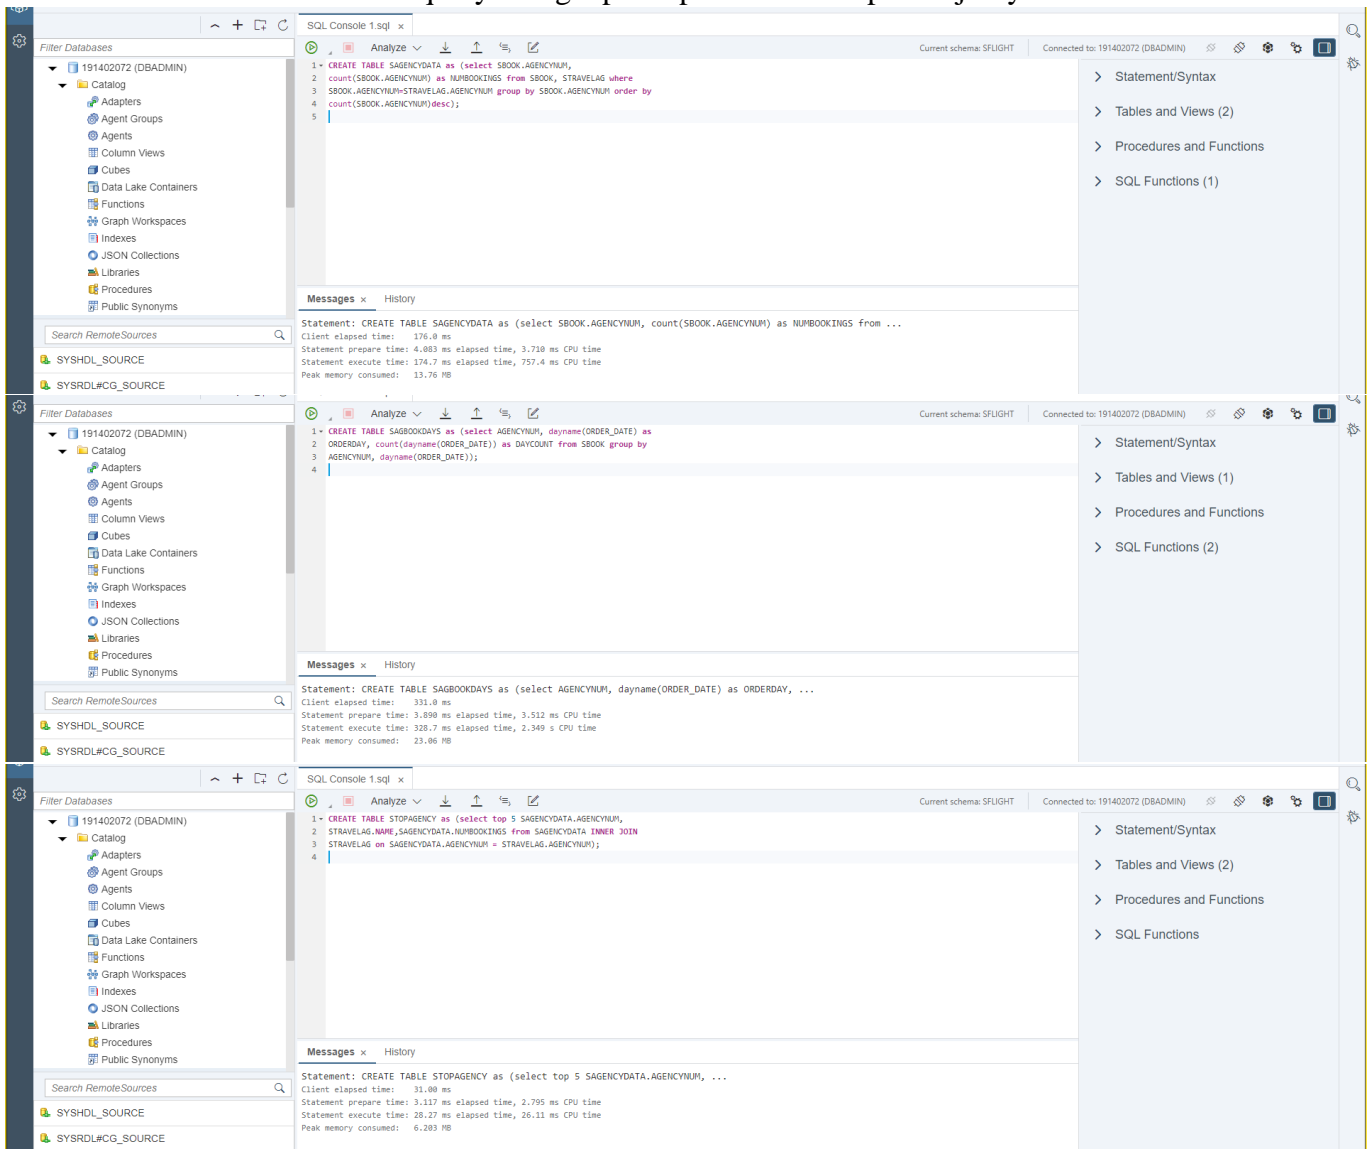 SQL Console 1.sql ×
Filter Databases
Analyze
Current schema: SFLIGHT
Connected to: 191402072 (DBADMIN)
191402072 (DBADMIN)
Catalog
Adapters
Agent Groups
Agents
Column Views
Cubes
Data Lake Containers
Functions
Graph Workspaces
Indexes
JSON Collections
Libraries
Procedures
Public Synonyms
Search RemoteSources
SYSHDL_SOURCE
SYSRDL#CG_SOURCE
1 CREATE TABLE SAGENCYDATA as (select SBOOK.AGENCYNUM,
2 count(SBOOK.AGENCYNUM) as NUMBOOKINGS from SBOOK, STRAVELAG where
3 SBOOK.AGENCYNUM=STRAVELAG.AGENCYNUM group by SBOOK.AGENCYNUM order by
4 count(SBOOK.AGENCYNUM)desc);
5
Statement/Syntax
Tables and Views (2)
Procedures and Functions
SQL Functions (1)
Messages × History
Statement: CREATE TABLE SAGENCYDATA as (select SBOOK.AGENCYNUM, count(SBOOK.AGENCYNUM) as NUMBOOKINGS from ...
Client elapsed time: 176.0 ms
Statement prepare time: 4.083 ms elapsed time, 3.710 ms CPU time
Statement execute time: 174.7 ms elapsed time, 757.4 ms CPU time
Peak memory consumed: 13.76 MB
Filter Databases
Analyze
Current schema: SFLIGHT
Connected to: 191402072 (DBADMIN)
191402072 (DBADMIN)
Catalog
Adapters
Agent Groups
Agents
Column Views
Cubes
Data Lake Containers
Functions
Graph Workspaces
Indexes
JSON Collections
Libraries
Procedures
Public Synonyms
Search RemoteSources
SYSHDL_SOURCE
SYSRDL#CG_SOURCE
1 CREATE TABLE SAGBOOKDAYS as (select AGENCYNUM, dayname(ORDER_DATE) as
2 ORDERDAY, count(dayname(ORDER_DATE)) as DAYCOUNT from SBOOK group by
3 AGENCYNUM, dayname(ORDER_DATE));
4
Statement/Syntax
Tables and Views (1)
Procedures and Functions
SQL Functions (2)
Messages × History
Statement: CREATE TABLE SAGBOOKDAYS as (select AGENCYNUM, dayname(ORDER_DATE) as ORDERDAY, ...
Client elapsed time: 331.0 ms
Statement prepare time: 3.890 ms elapsed time, 3.512 ms CPU time
Statement execute time: 328.7 ms elapsed time, 2.349 s CPU time
Peak memory consumed: 23.06 MB
SQL Console 1.sql ×
Filter Databases
Analyze
Current schema: SFLIGHT
Connected to: 191402072 (DBADMIN)
191402072 (DBADMIN)
Catalog
Adapters
Agent Groups
Agents
Column Views
Cubes
Data Lake Containers
Functions
Graph Workspaces
Indexes
JSON Collections
Libraries
Procedures
Public Synonyms
Search RemoteSources
SYSHDL_SOURCE
SYSRDL#CG_SOURCE
1 CREATE TABLE STOPAGENCY as (select top 5 SAGENCYDATA.AGENCYNUM,
2 STRAVELAG.NAME,SAGENCYDATA.NUMBOOKINGS from SAGENCYDATA INNER JOIN
3 STRAVELAG on SAGENCYDATA.AGENCYNUM = STRAVELAG.AGENCYNUM);
4
Statement/Syntax
Tables and Views (2)
Procedures and Functions
SQL Functions
Messages × History
Statement: CREATE TABLE STOPAGENCY as (select top 5 SAGENCYDATA.AGENCYNUM, ...
Client elapsed time: 31.00 ms
Statement prepare time: 3.117 ms elapsed time, 2.795 ms CPU time
Statement execute time: 28.27 ms elapsed time, 26.11 ms CPU time
Peak memory consumed: 6.203 MB